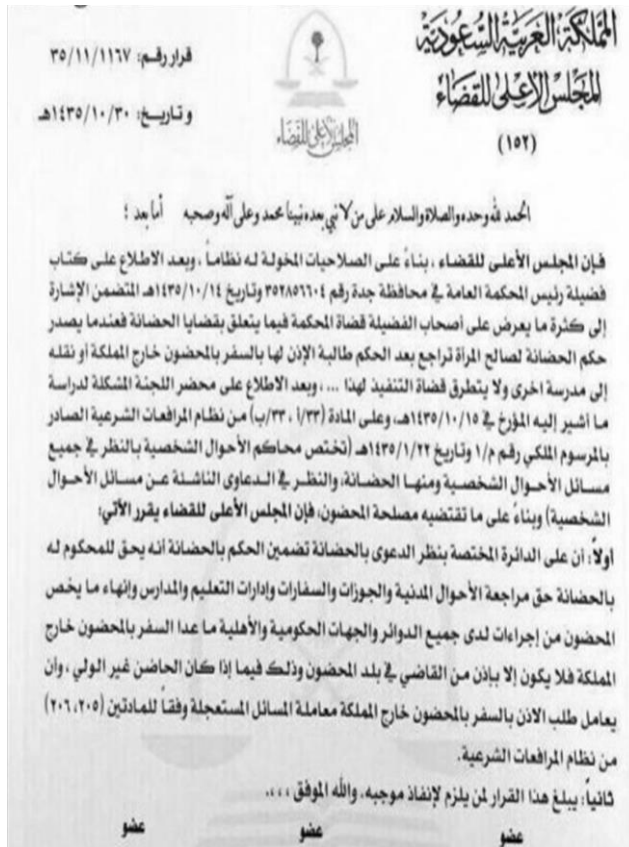 المملكة العربية السعودية
المجلس الأعلى للقضاء
(١٥٢)
المجلس الأعلى للقضاء
قرار رقم: ٣٥/١١/١١٦٧
وتاريخ: ١٤٣٥/١٠/٣٠هـ
الحمد لله وحده والصلاة والسلام على من لا نبي بعده نبينا محمد وعلى آله وصحبه أما بعد ؛
فإن المجلس الأعلى للقضاء ، بناءً على الصلاحيات المخولة له نظاماً ، وبعد الاطلاع على كتاب
فضيلة رئيس المحكمة العامة في محافظة جدة رقم ٣٥٢٨٥٦٦٠٤ وتاريخ ١٤٣٥/١٠/١٤هـ المتضمن الإشارة
إلى كثرة ما يعرض على أصحاب الفضيلة قضاة المحكمة فيما يتعلق بقضايا الحضانة فعندما يصدر
حكم الحضانة لصالح المرأة تراجع بعد الحكم طالبة الإذن لها بالسفر بالمحضون خارج المملكة أو نقله
إلى مدرسة اخرى ولا يتطرق قضاة التنفيذ لهذا ... ، وبعد الاطلاع على محضر اللجنة المشكلة لدراسة
ما أشير إليه المؤرخ في ١٤٣٥/١٠/١٥هـ، وعلى المادة (٣٣/أ ، ٣٣/ب) من نظام المرافعات الشرعية الصادر
بالمرسوم الملكي رقم م/١ وتاريخ ١٤٣٥/١/٢٢هـ (تختص محاكم الأحوال الشخصية بالنظر في جميع
مسائل الأحوال الشخصية ومنها الحضانة، والنظر في الدعاوى الناشئة عن مسائل الأحوال
الشخصية) وبناءً على ما تقتضيه مصلحة المحضون، فإن المجلس الأعلى للقضاء يقرر الآتي:
أولاً: أن على الدائرة المختصة بنظر الدعوى بالحضانة تضمين الحكم بالحضانة أنه يحق للمحكوم له
بالحضانة حق مراجعة الأحوال المدنية والجوزات والسفارات وإدارات التعليم والمدارس وإنهاء ما يخص
المحضون من إجراءات لدى جميع الدوائر والجهات الحكومية والأهلية ما عدا السفر بالمحضون خارج
المملكة فلا يكون إلا بإذن من القاضي في بلد المحضون وذلك فيما إذا كان الحاضن غير الولي ، وان
يعامل طلب الاذن بالسفر بالمحضون خارج المملكة معاملة المسائل المستعجلة وفقاً للمادتين (٢٠٥، ٢٠٦)
من نظام المرافعات الشرعية.
ثانياً: يبلغ هذا القرار لمن يلزم لإنفاذ موجبه. والله الموفق ،،،.
عضو عضو عضو